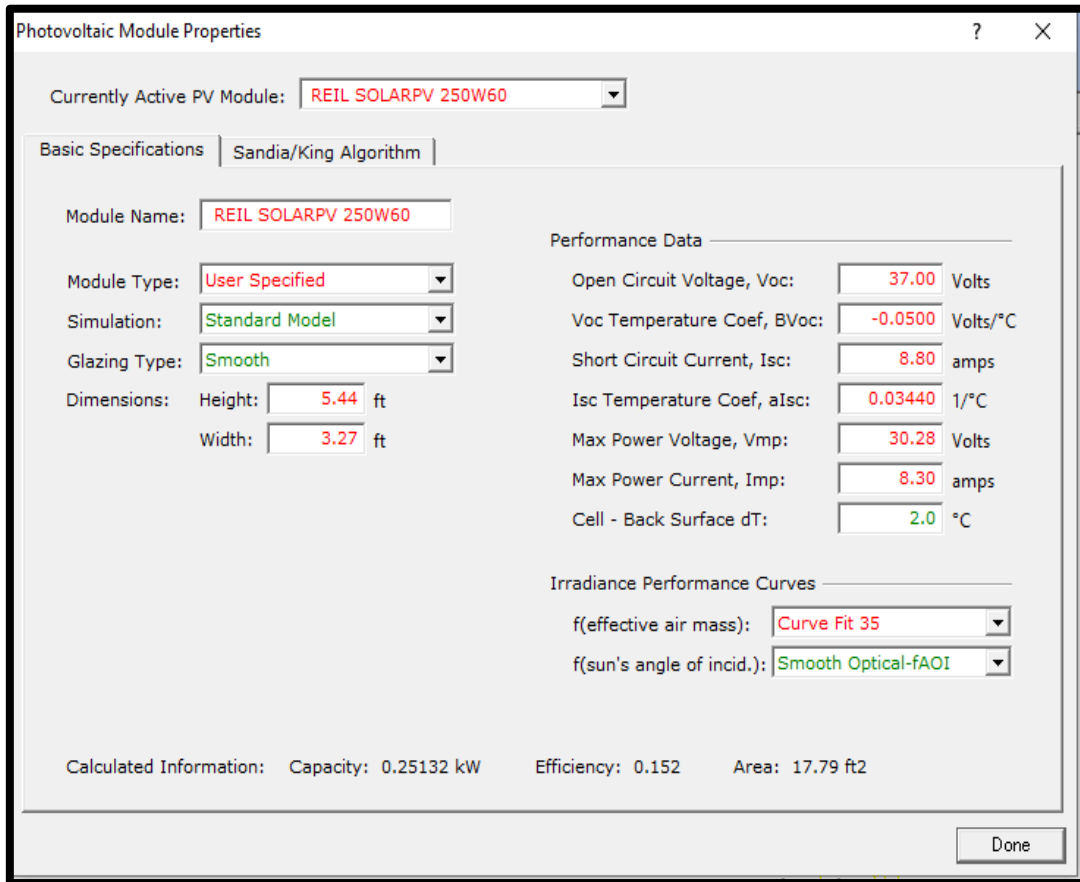 Photovoltaic Module Properties ?
Currently Active PV Module: REIL SOLARPV 250W60
Basic Specifications Sandia/King Algorithm
Module Name: REIL SOLARPV 250W60
Module Type: User Specified
Simulation: Standard Model
Glazing Type: Smooth
Dimensions: Height: 5.44 ft
Width: 3.27 ft
Performance Data
Open Circuit Voltage, Voc: 37.00 Volts
Voc Temperature Coef, BVoc: -0.0500 Volts/°C
Short Circuit Current, Isc: 8.80 amps
Isc Temperature Coef, aIsc: 0.03440 1/°C
Max Power Voltage, Vmp: 30.28 Volts
Max Power Current, Imp: 8.30 amps
Cell - Back Surface dT: 2.0 °C
Irradiance Performance Curves
f(effective air mass): Curve Fit 35
f(sun's angle of incid.): Smooth Optical-fAOI
Calculated Information: Capacity: 0.25132 kW Efficiency: 0.152 Area: 17.79 ft2
Done